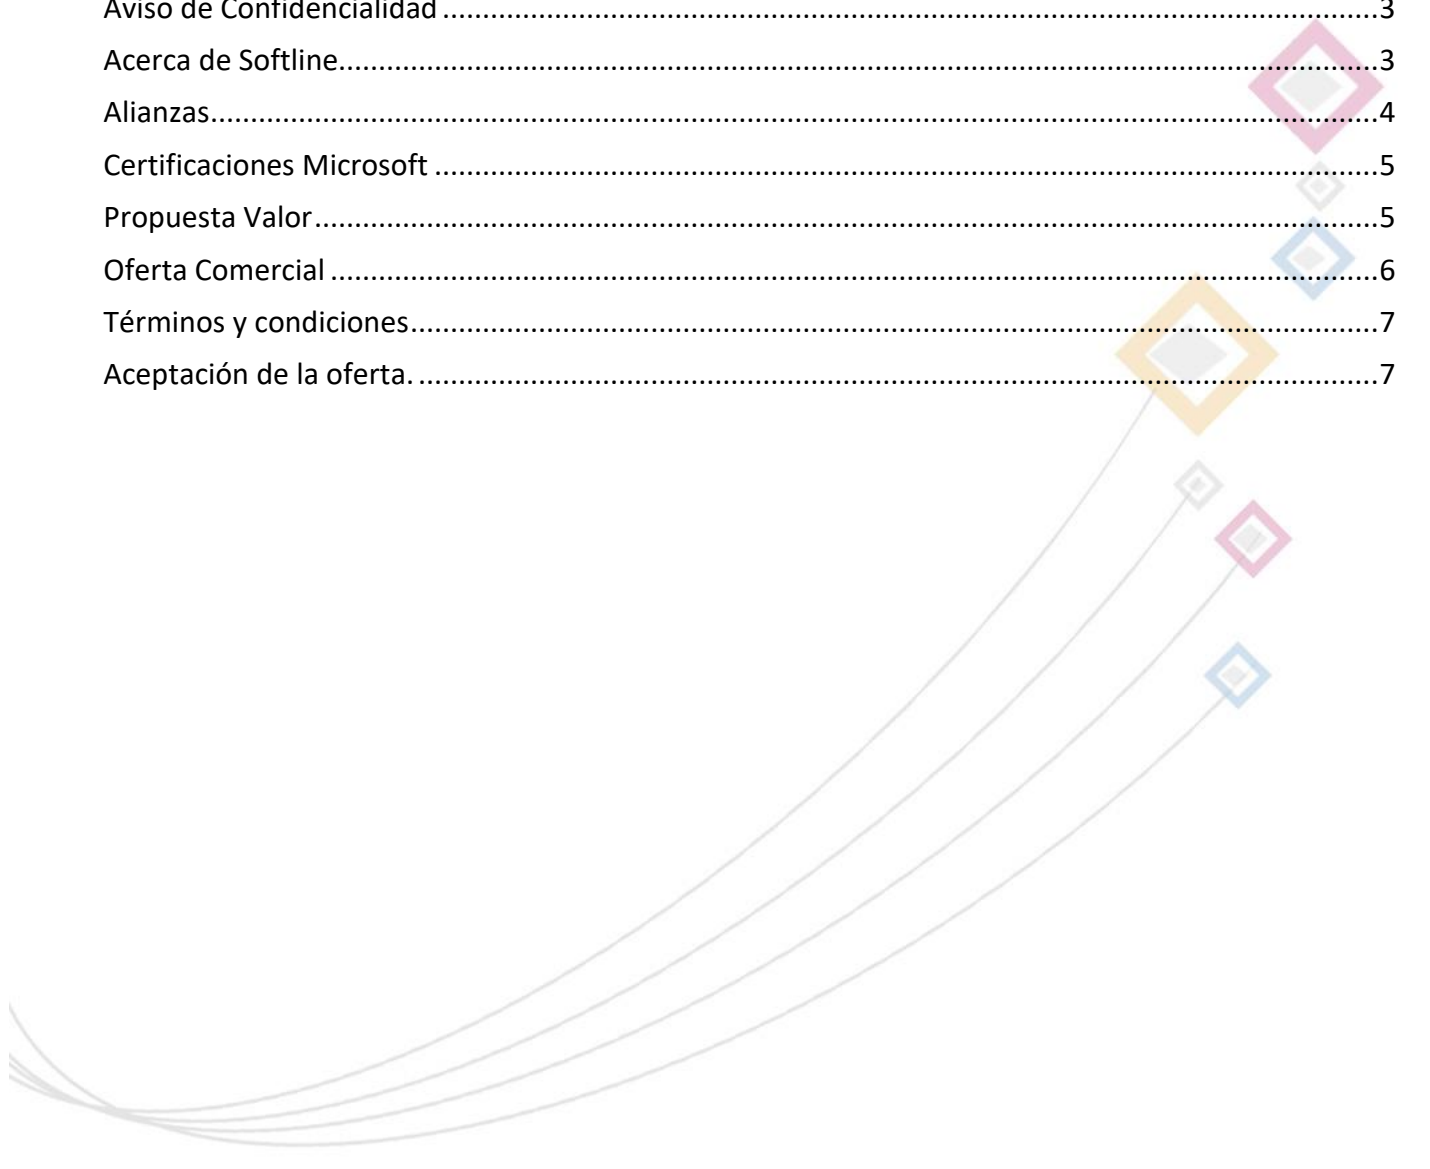 Aviso de Confidencialidad ........................................................................................................................3
Acerca de Softline....................................................................................................................................3
Alianzas....................................................................................................................................................4
Certificaciones Microsoft .........................................................................................................................5
Propuesta Valor.......................................................................................................................................5
Oferta Comercial .....................................................................................................................................6
Términos y condiciones...........................................................................................................................7
Aceptación de la oferta. ..........................................................................................................................7